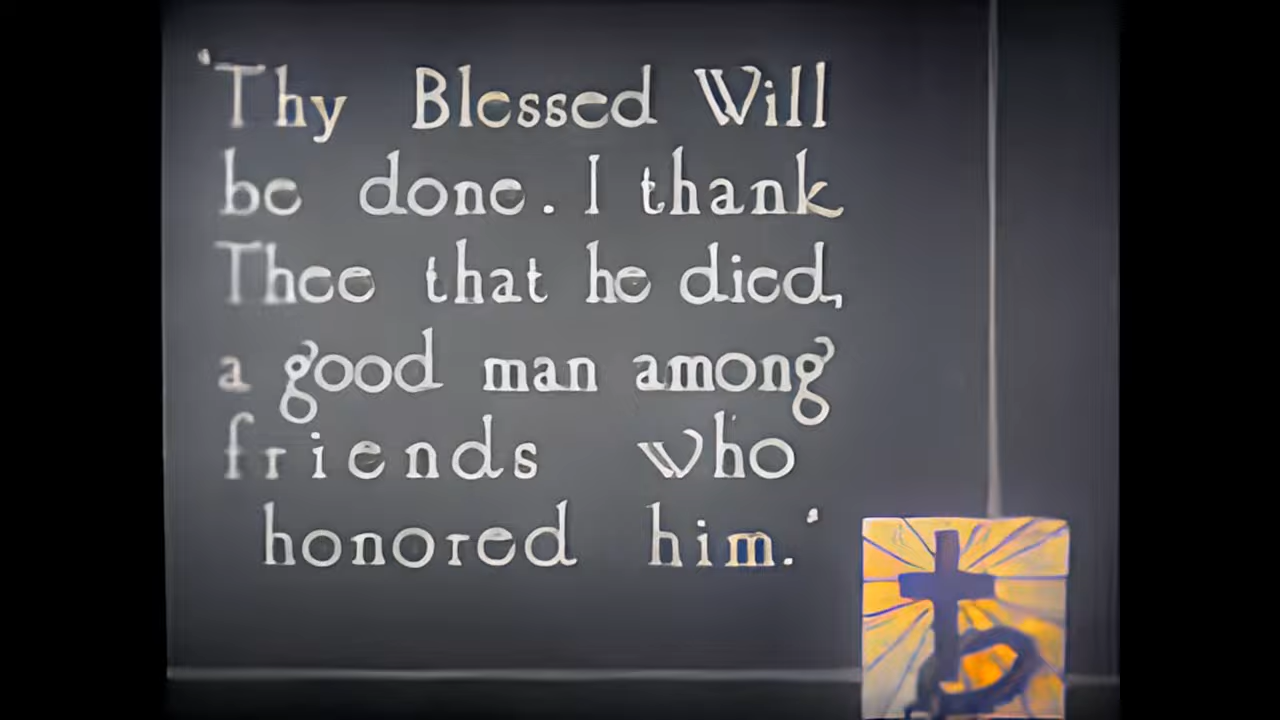 'Thy Blessed Will
be done. I thank
Thee that he died,
a good man among
friends who
honored him.'